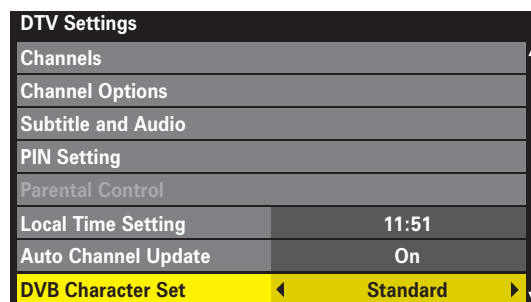 DTV Settings
Channels
Channel Options
Subtitle and Audio
PIN Setting
Parental Control
Local Time Setting 11:51
Auto Channel Update On
DVB Character Set Standard